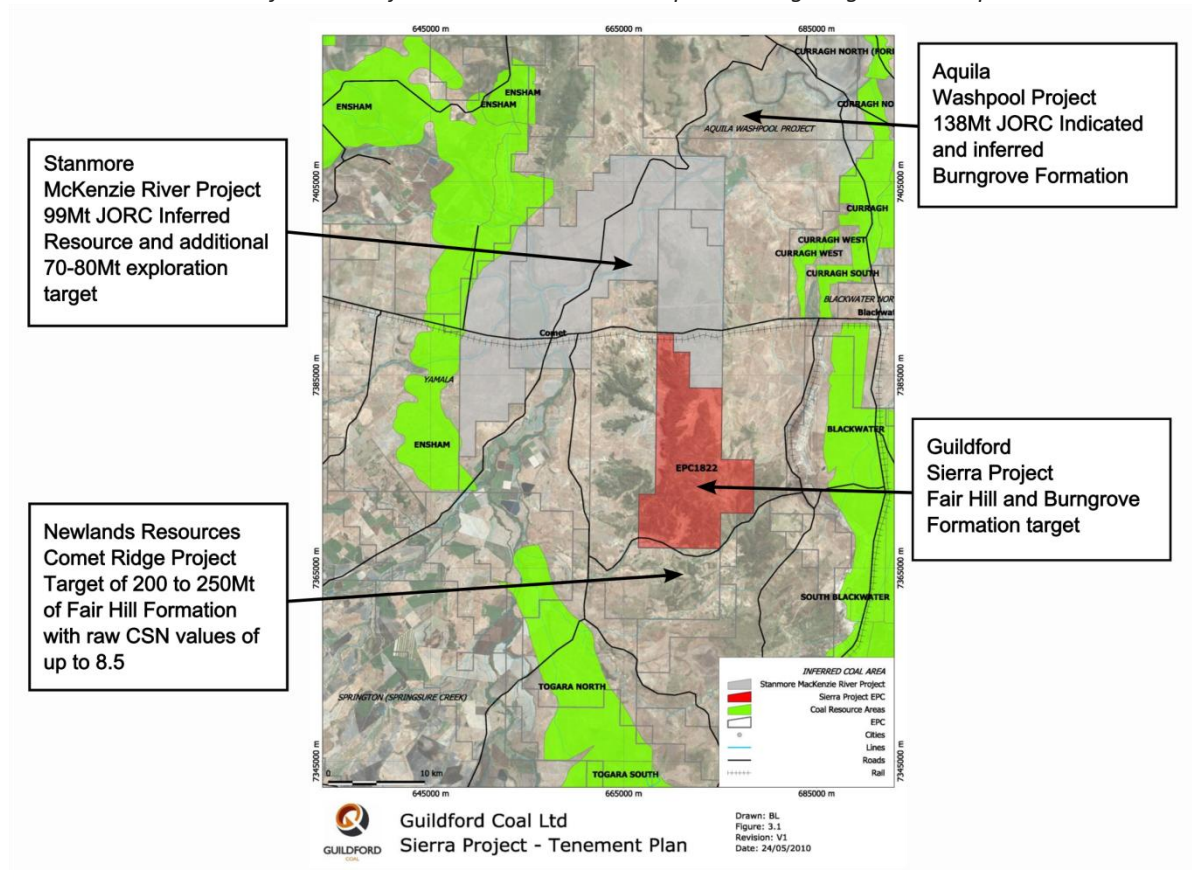 645000 m
665000 m
685000 m
CURRAGH NORTH
ENSHAM
ENSHAM
ENSHAM
CURRAGH NO
AQUILA WASHPOOL PROJECT
Aquila
Washpool Project
138Mt JORC Indicated
and inferred
Burngrove Formation
Stanmore
McKenzie River Project
99Mt JORC Inferred
Resource and additional
70-80Mt exploration
target
7405000 m
7405000 m
CURRAGH
CURRAGH WEST
CURRAGH WEST
CURRAGH SOUTH
BLACKWATER NOR
Blackwat
Comet
7385000 m
7385000 m
YAMALA
ENSHAM
BLACKWATER
EPC1822
Guildford
Sierra Project
Fair Hill and Burngrove
Formation target
Newlands Resources
Comet Ridge Project
Target of 200 to 250Mt
of Fair Hill Formation
with raw CSN values of
up to 8.5
7365000 m
7365000 m
SOUTH BLACKWATER
TOGARA NORTH
SPRINGTON (SPRINGSURE CREEK)
TOGARA SOUTH
INFERRED COAL AREA
Stanmore MacKenzie River Project
Sierra Project EPC
Coal Resource Areas
EPC
Cities
Lines
Roads
Rail
7345000 m
7345000 m
0 10 km
645000 m
665000 m
685000 m
GUILDFORD
COAL
Guildford Coal Ltd
Sierra Project - Tenement Plan
Drawn: BL
Figure: 3.1
Revision: V1
Date: 24/05/2010